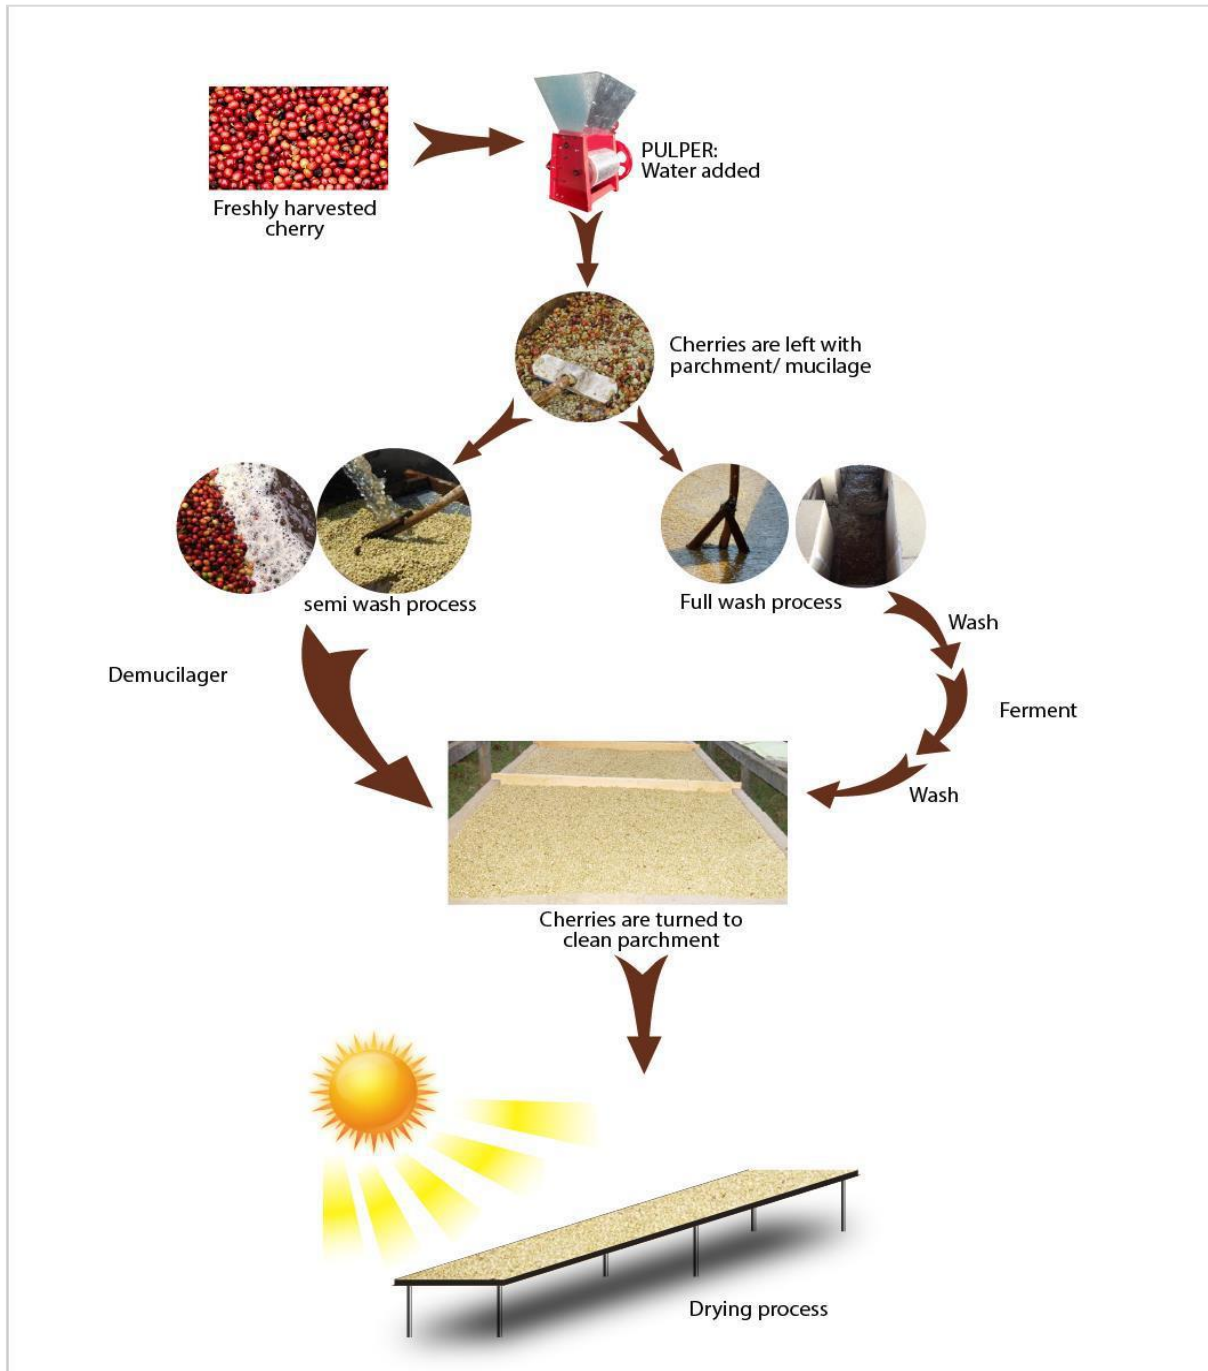 Freshly harvested
cherry
PULPER:
Water added
Cherries are left with
parchment/ mucilage
semi wash process
Full wash process
Wash
Demucilager
Ferment
Wash
Cherries are turned to
clean parchment
Drying process